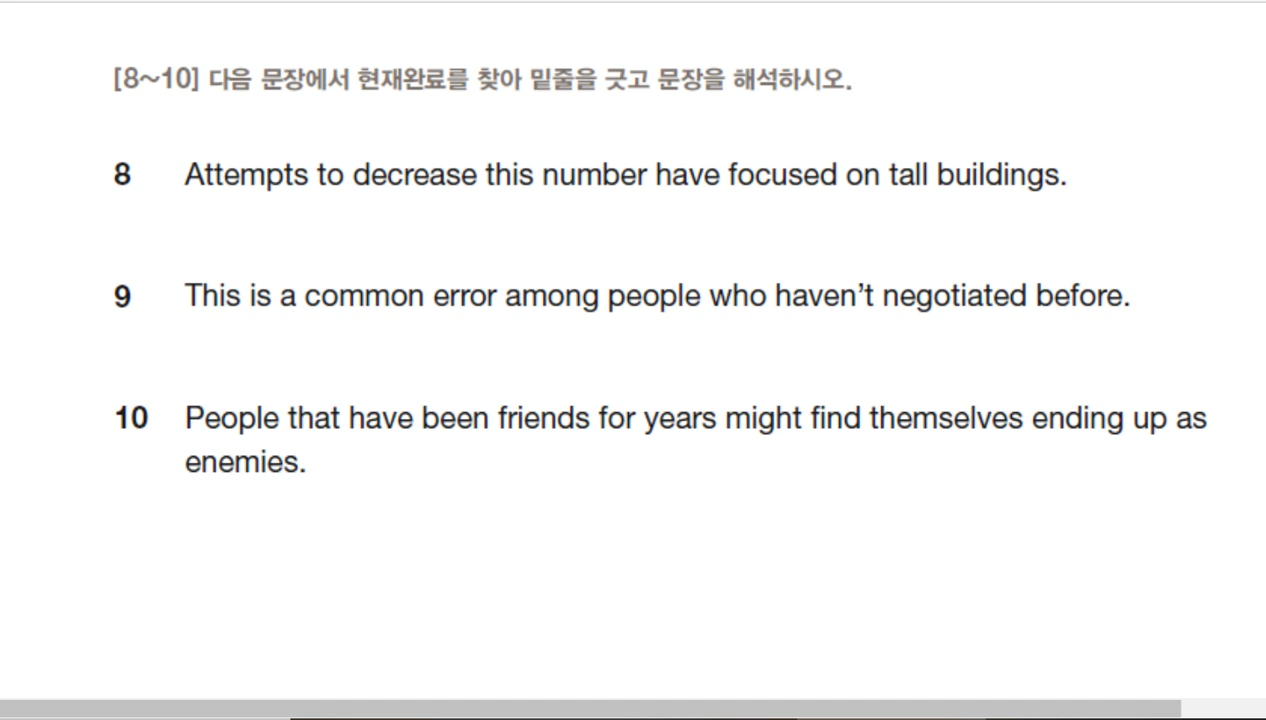 [8~10] 다음 문장에서 현재완료를 찾아 밑줄을 긋고 문장을 해석하시오.
8 Attempts to decrease this number have focused on tall buildings.
9 This is a common error among people who haven’t negotiated before.
10 People that have been friends for years might find themselves ending up as
enemies.